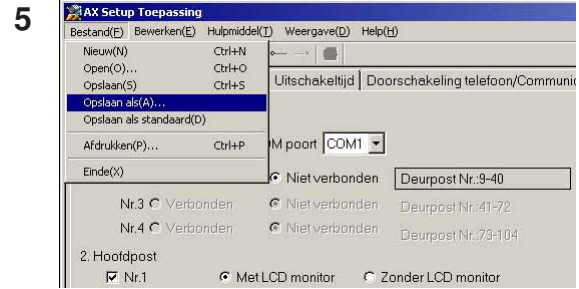 5
AX Setup Toepassing
Bestand(F) Bewerken(E) Hulpmiddel(T) Weergave(D) Help(H)
Nieuw(N) Ctrl+N
Open(O)... Ctrl+O
Opslaan(S) Ctrl+S
Opslaan als(A)...
Opslaan als standaard(D)
Afdrukken(P)... Ctrl+P
Einde(X)
Uitschakeltijd Doorschakeling telefoon/Communic
M poort COM1
Niet verbonden Deurpost Nr.:9-40
Nr.3 Verbonden Niet verbonden Deurpost Nr.:41-72
Nr.4 Verbonden Niet verbonden Deurpost Nr.:73-104
2. Hoofdpost
Nr.1 Met LCD monitor Zonder LCD monitor